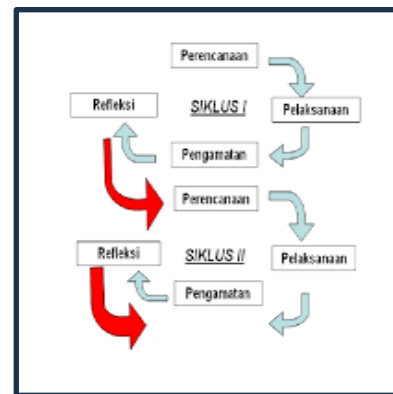 Perencanaan
Refleksi
SIKLUS I
Pelaksanaan
Pengamatan
Perencanaan
Refleksi
SIKLUS II
Pelaksanaan
Pengamatan